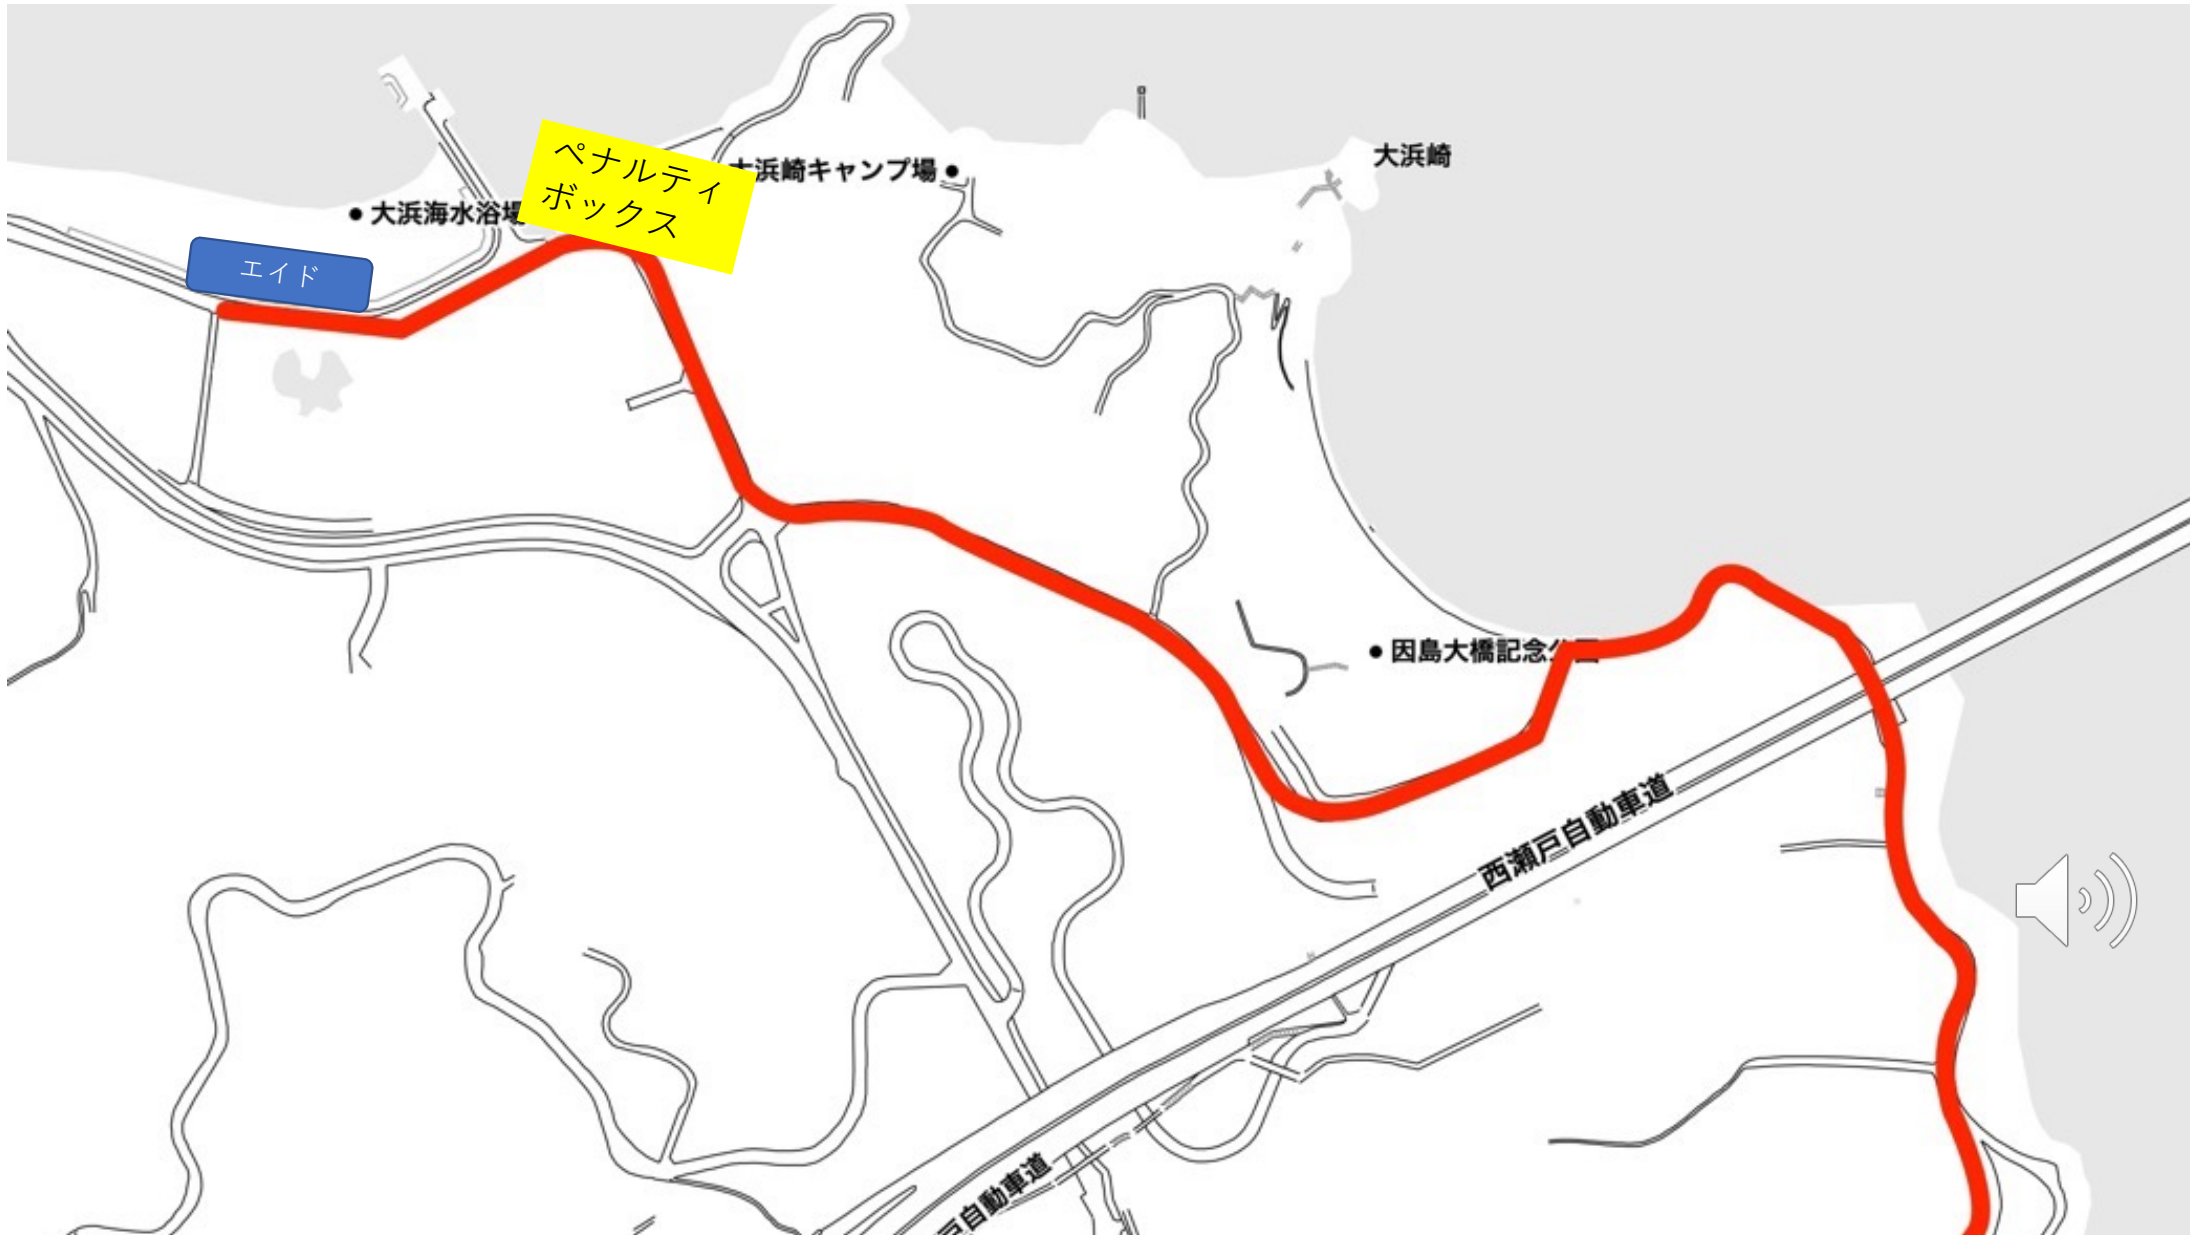 大浜崎
ペナルティ
ボックス
大浜崎キャンプ場
大浜海水浴場
エイド
因島大橋記念公園
西瀬戸自動車道
戸自動車道